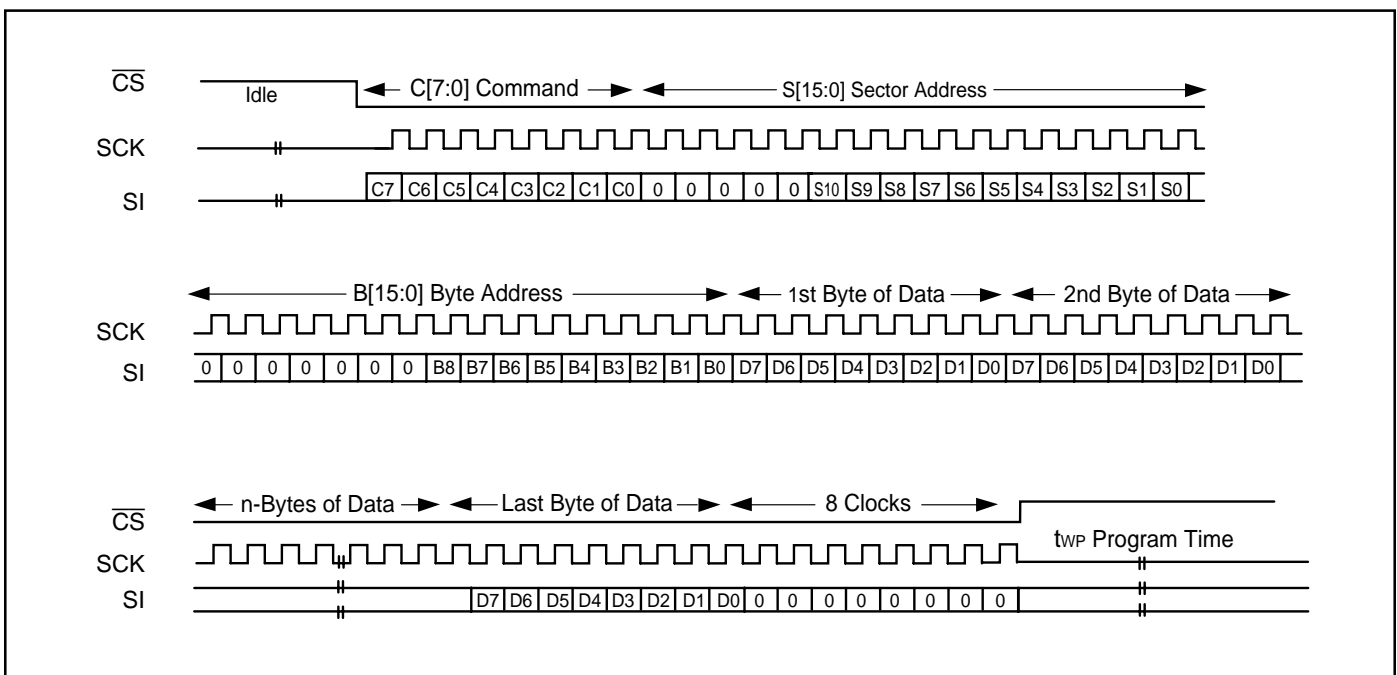 CS
Idle
C[7:0] Command
S[15:0] Sector Address
SCK
SI
C7 C6 C5 C4 C3 C2 C1 C0 0 0 0 0 0 S10 S9 S8 S7 S6 S5 S4 S3 S2 S1 S0
B[15:0] Byte Address
1st Byte of Data
2nd Byte of Data
SCK
SI
0 0 0 0 0 0 0 B8 B7 B6 B5 B4 B3 B2 B1 B0 D7 D6 D5 D4 D3 D2 D1 D0 D7 D6 D5 D4 D3 D2 D1 D0
n-Bytes of Data
Last Byte of Data
8 Clocks
CS
tWP Program Time
SCK
SI
D7 D6 D5 D4 D3 D2 D1 D0 0 0 0 0 0 0 0 0